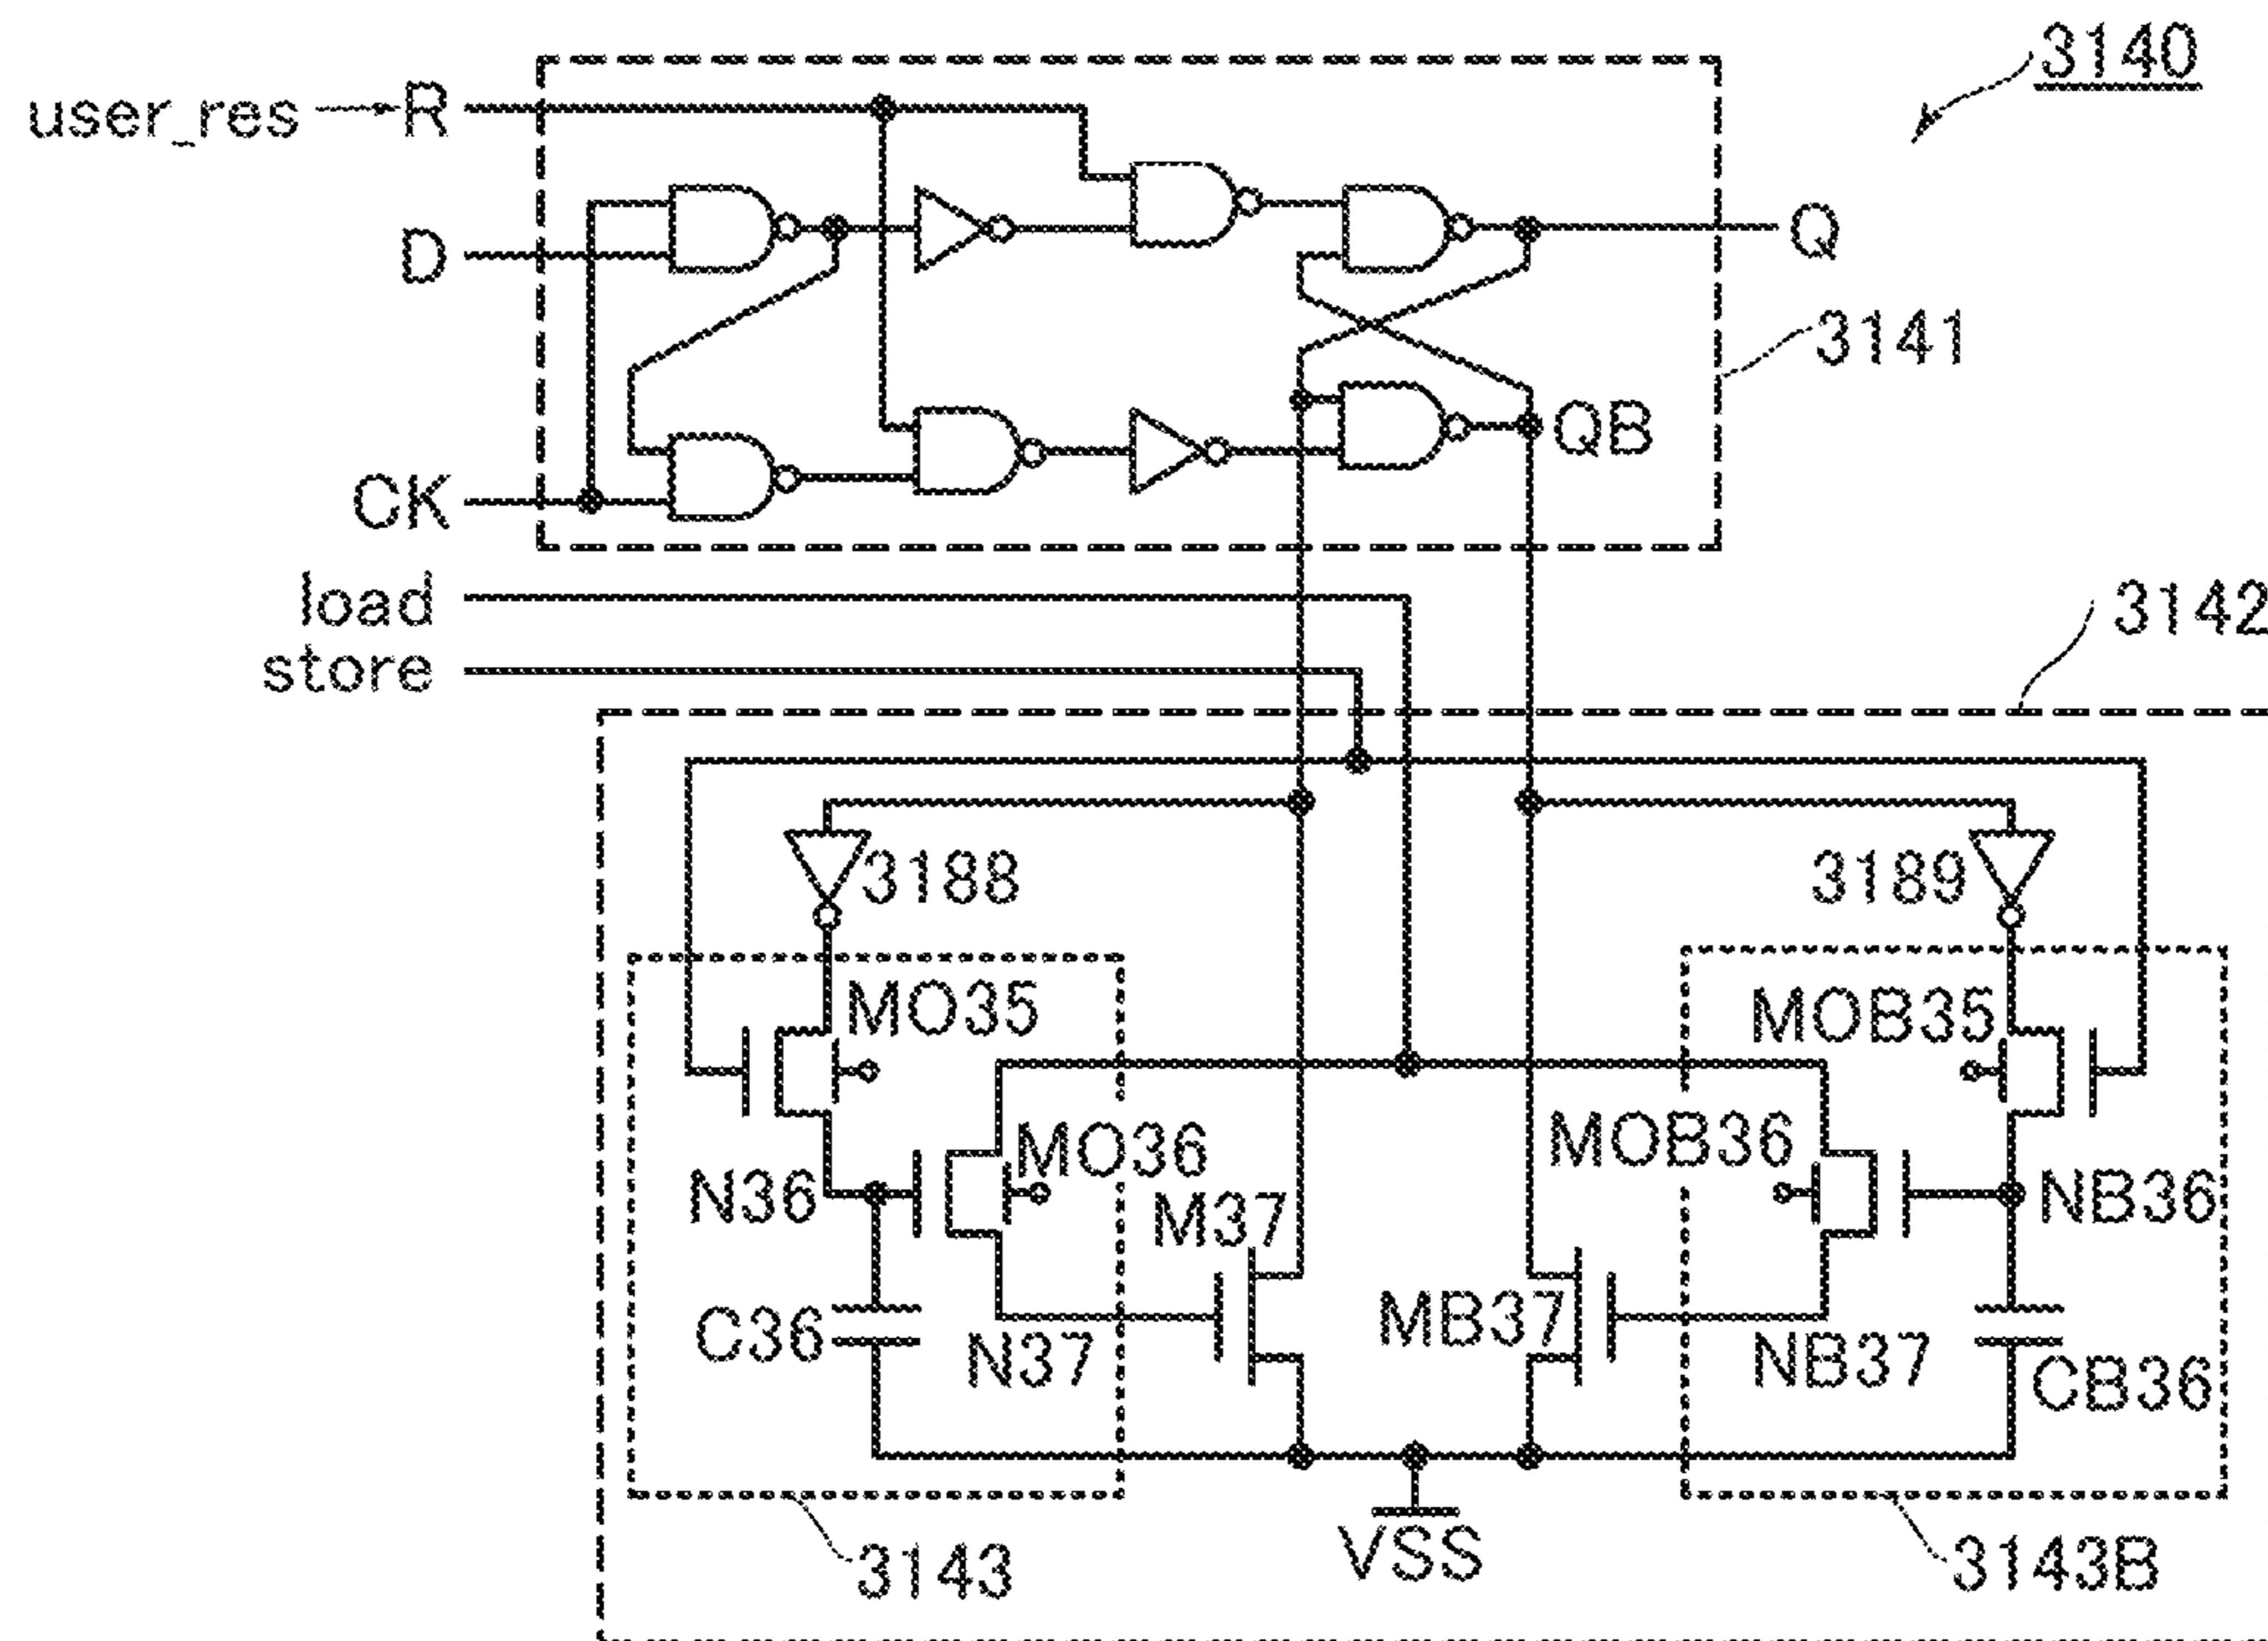 3140
user_res
R
D
Q
3141
QB
CK
load
store
3142
3188
3189
MO35
MOB35
MO36
MOB36
N36
M37
NB36
C36
N37
MB37
NB37
CB36
VSS
3143
3143B